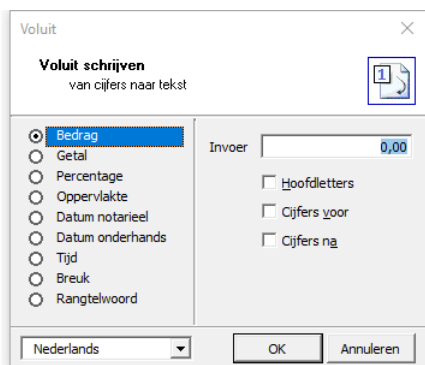 Voluit
Voluit schrijven
van cijfers naar tekst
1
Bedrag
Getal
Percentage
Oppervlakte
Datum notarieel
Datum onderhands
Tijd
Breuk
Rangtelwoord
Invoer 0,00
Hoofdletters
Cijfers voor
Cijfers na
Nederlands
OK
Annuleren